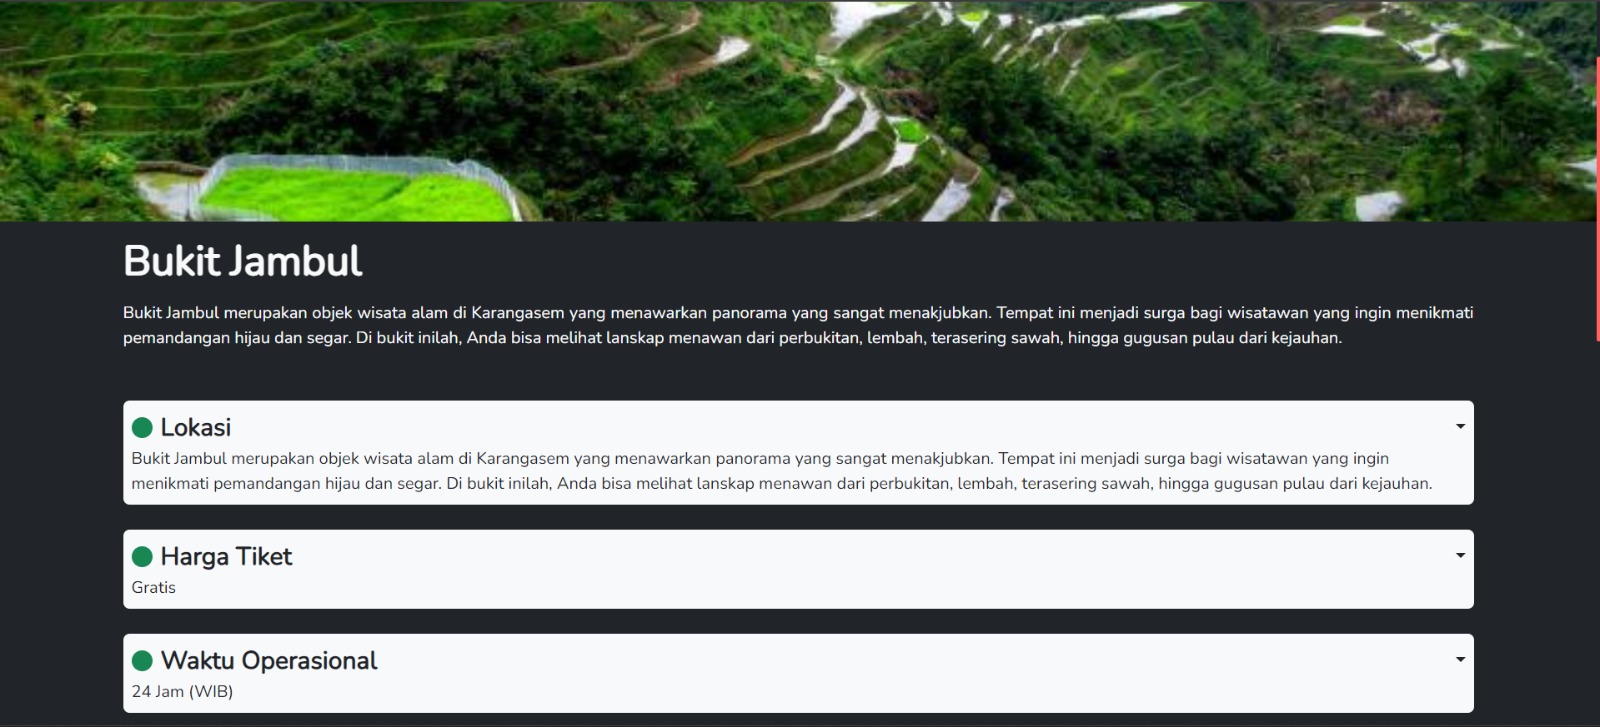 Bukit Jambul
Bukit Jambul merupakan objek wisata alam di Karangasem yang menawarkan panorama yang sangat menakjubkan. Tempat ini menjadi surga bagi wisatawan yang ingin menikmati
pemandangan hijau dan segar. Di bukit inilah, Anda bisa melihat lanskap menawan dari perbukitan, lembah, terasering sawah, hingga gugusan pulau dari kejauhan.
Lokasi
Bukit Jambul merupakan objek wisata alam di Karangasem yang menawarkan panorama yang sangat menakjubkan. Tempat ini menjadi surga bagi wisatawan yang ingin
menikmati pemandangan hijau dan segar. Di bukit inilah, Anda bisa melihat lanskap menawan dari perbukitan, lembah, terasering sawah, hingga gugusan pulau dari kejauhan.
Harga Tiket
Gratis
Waktu Operasional
24 Jam (WIB)